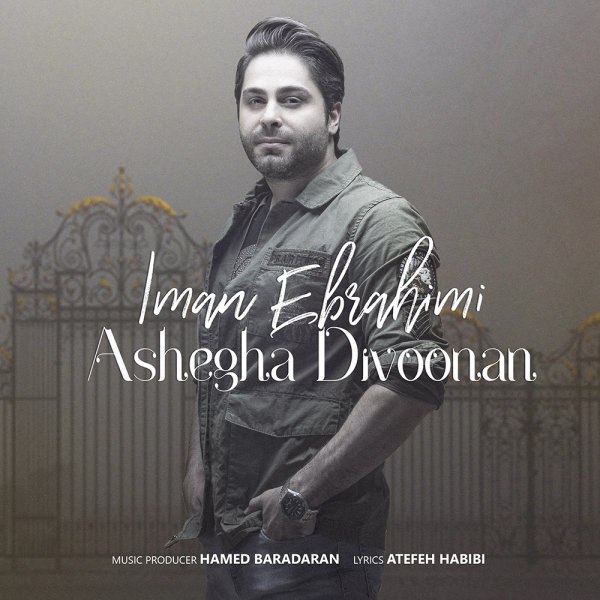 Iman Ebrahimi
Ashegha Divoonan
MUSIC PRODUCER HAMED BARADARAN LYRICS ATEFEH HABIBI